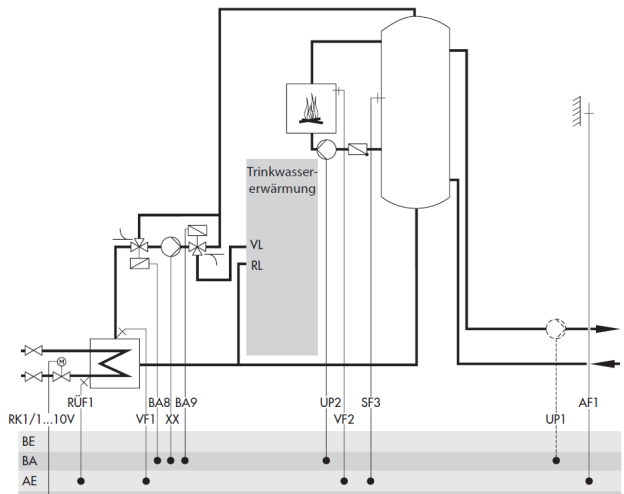 Trinkwasser-
erwärmung
VL
RL
M
RÜF1 BA8 BA9 UP2 SF3 AF1
RK1/1...10V VF1 XX VF2 UP1
BE
BA
AE